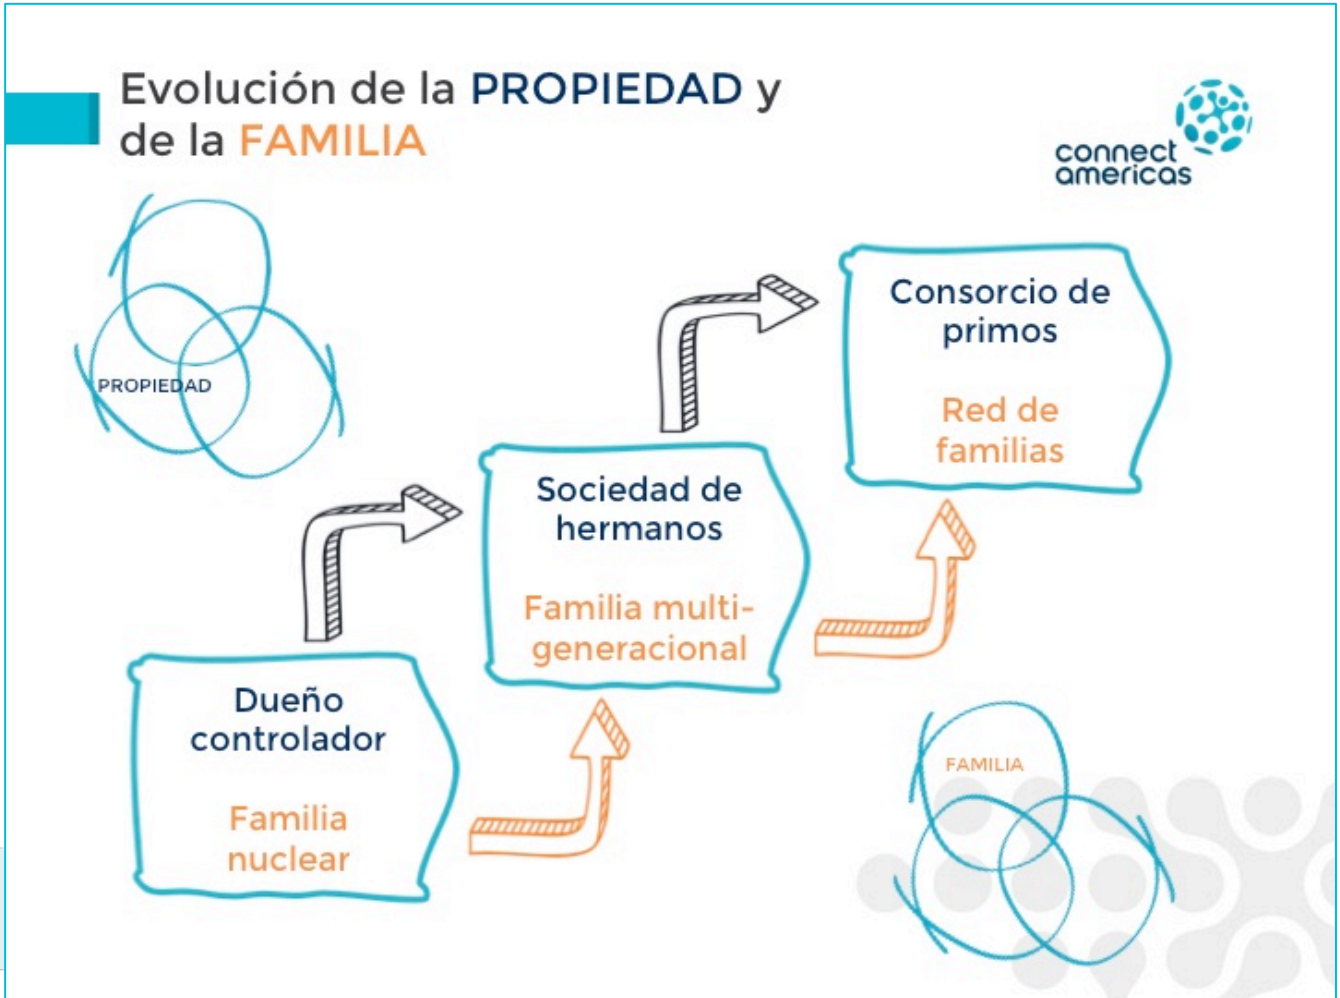 Evolución de la PROPIEDAD y
de la FAMILIA
connect
americas
PROPIEDAD
Consorcio de
primos
Red de
familias
Sociedad de
hermanos
Familia multi-
generacional
Dueño
controlador
Familia
nuclear
FAMILIA